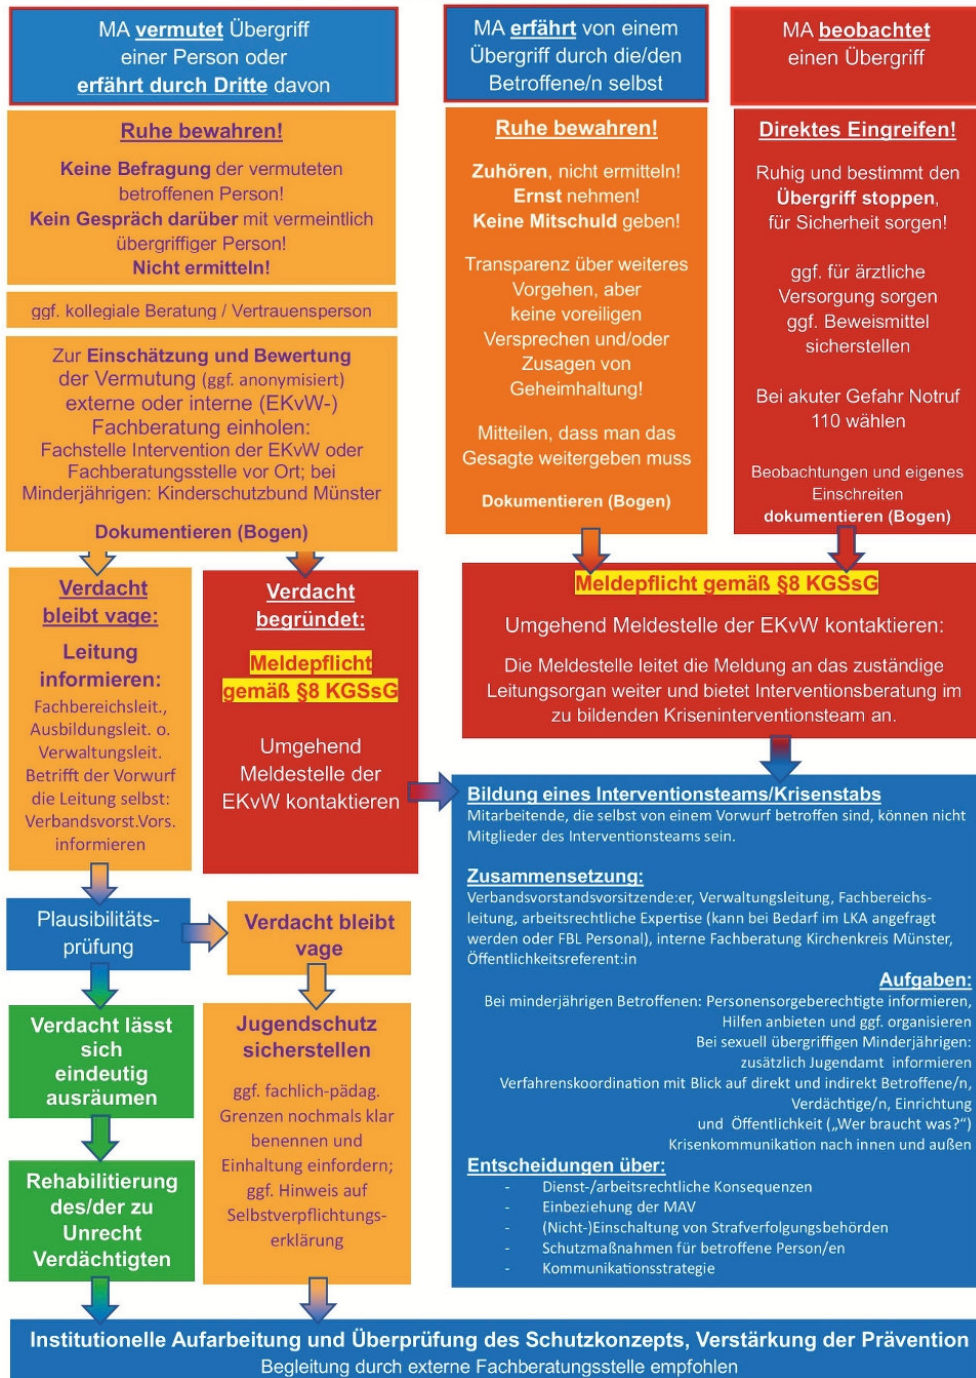 MA vermutet Übergriff
einer Person oder
erfährt durch Dritte davon
Ruhe bewahren!
Keine Befragung der vermuteten
betroffenen Person!
Kein Gespräch darüber mit vermeintlich
übergriffiger Person!
Nicht ermitteln!
ggf. kollegiale Beratung / Vertrauensperson
Zur Einschätzung und Bewertung
der Vermutung (ggf. anonymisiert)
externe oder interne (EKvW-)
Fachberatung einholen:
Fachstelle Intervention der EKvW oder
Fachberatungsstelle vor Ort; bei
Minderjährigen: Kinderschutzbund Münster
Dokumentieren (Bogen)
MA erfährt von einem
Übergriff durch die/den
Betroffene/n selbst
Ruhe bewahren!
Zuhören, nicht ermitteln!
Ernst nehmen!
Keine Mitschuld geben!
Transparenz über weiteres
Vorgehen, aber
keine voreiligen
Versprechen und/oder
Zusagen von
Geheimhaltung!
Mitteilen, dass man das
Gesagte weitergeben muss
Dokumentieren (Bogen)
MA beobachtet
einen Übergriff
Direktes Eingreifen!
Ruhig und bestimmt den
Übergriff stoppen,
für Sicherheit sorgen!
ggf. für ärztliche
Versorgung sorgen
ggf. Beweismittel
sicherstellen
Bei akuter Gefahr Notruf
110 wählen
Beobachtungen und eigenes
Einschreiten
dokumentieren (Bogen)
Verdacht
bleibt vage:
Leitung
informieren:
Fachbereichsleit.,
Ausbildungsleit. o.
Verwaltungsleit.
Betrifft der Vorwurf
die Leitung selbst:
Verbandsvorst.Vors.
informieren
Verdacht
begründet:
Meldepflicht
gemäß §8 KGSsG
Umgehend
Meldestelle der
EKvW kontaktieren
Meldepflicht gemäß §8 KGSsG
Umgehend Meldestelle der EKvW kontaktieren:
Die Meldestelle leitet die Meldung an das zuständige
Leitungsorgan weiter und bietet Interventionsberatung im
zu bildenden Kriseninterventionsteam an.
Plausibilitäts-
prüfung
Verdacht bleibt
vage
Verdacht lässt
sich
eindeutig
ausräumen
Jugendschutz
sicherstellen
ggf. fachlich-pädag.
Grenzen nochmals klar
benennen und
Einhaltung einfordern;
ggf. Hinweis auf
Selbstverpflichtungs-
erklärung
Rehabilitierung
des/der zu
Unrecht
Verdächtigten
Bildung eines Interventionsteams/Krisenstabs
Mitarbeitende, die selbst von einem Vorwurf betroffen sind, können nicht
Mitglieder des Interventionsteams sein.
Zusammensetzung:
Verbandsvorstandsvorsitzende:er, Verwaltungsleitung, Fachbereichs-
leitung, arbeitsrechtliche Expertise (kann bei Bedarf im LKA angefragt
werden oder FBL Personal), interne Fachberatung Kirchenkreis Münster,
Öffentlichkeitsreferent:in
Aufgaben:
Bei minderjährigen Betroffenen: Personensorgeberechtigte informieren,
Hilfen anbieten und ggf. organisieren
Bei sexuell übergriffigen Minderjährigen:
zusätzlich Jugendamt informieren
Verfahrenskoordination mit Blick auf direkt und indirekt Betroffene/n,
Verdächtige/n, Einrichtung
und Öffentlichkeit („Wer braucht was?“)
Krisenkommunikation nach innen und außen
Entscheidungen über:
- Dienst-/arbeitsrechtliche Konsequenzen
- Einbeziehung der MAV
- (Nicht-)Einschaltung von Strafverfolgungsbehörden
- Schutzmaßnahmen für betroffene Person/en
- Kommunikationsstrategie
Institutionelle Aufarbeitung und Überprüfung des Schutzkonzepts, Verstärkung der Prävention
Begleitung durch externe Fachberatungsstelle empfohlen